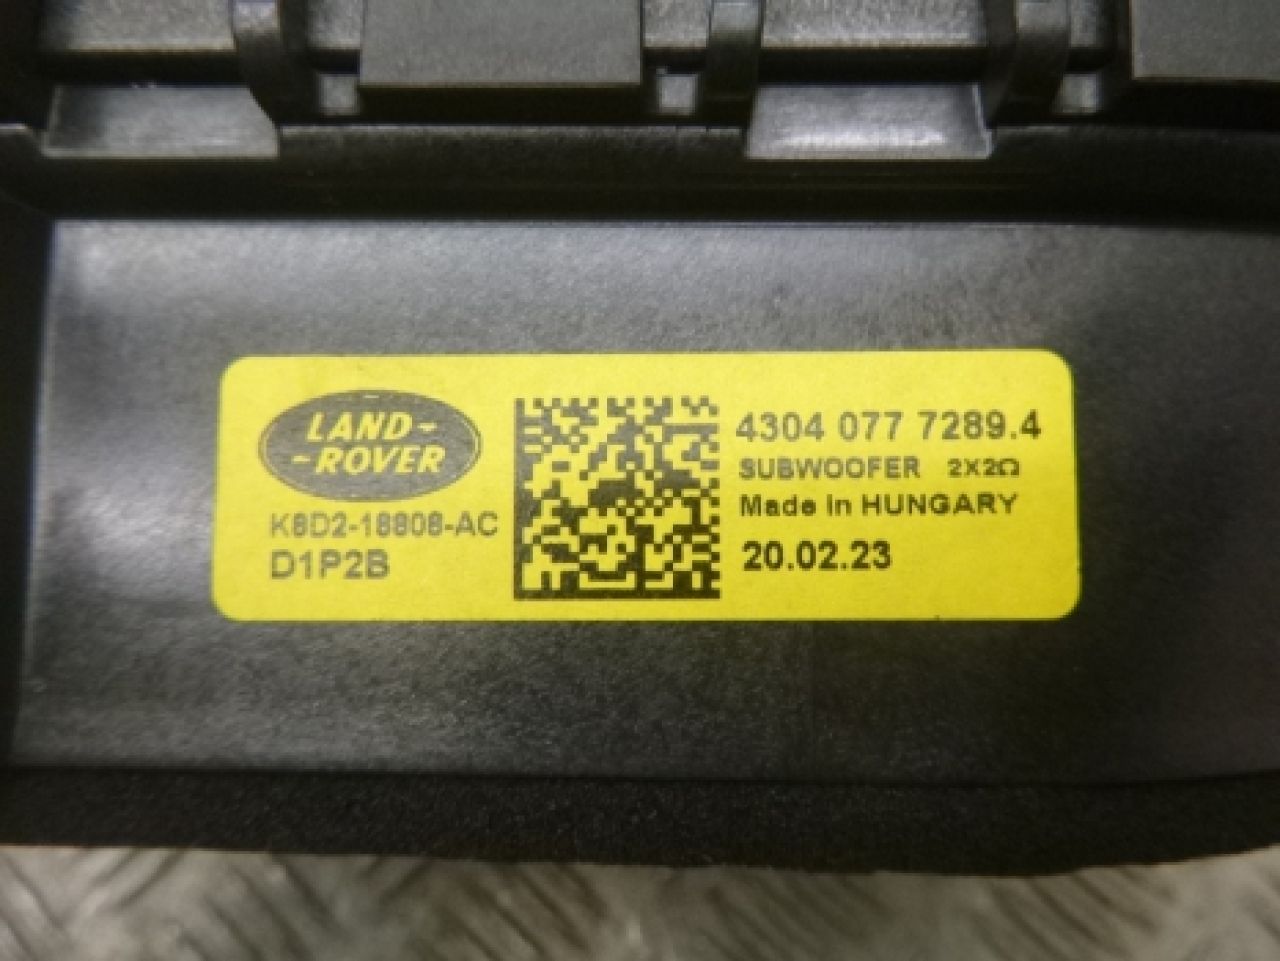 LAND-
-ROVER
K8D2-18808-AC
D1P2B
4304 077 7289.4
SUBWOOFER 2X2Ω
Made in HUNGARY
20.02.23